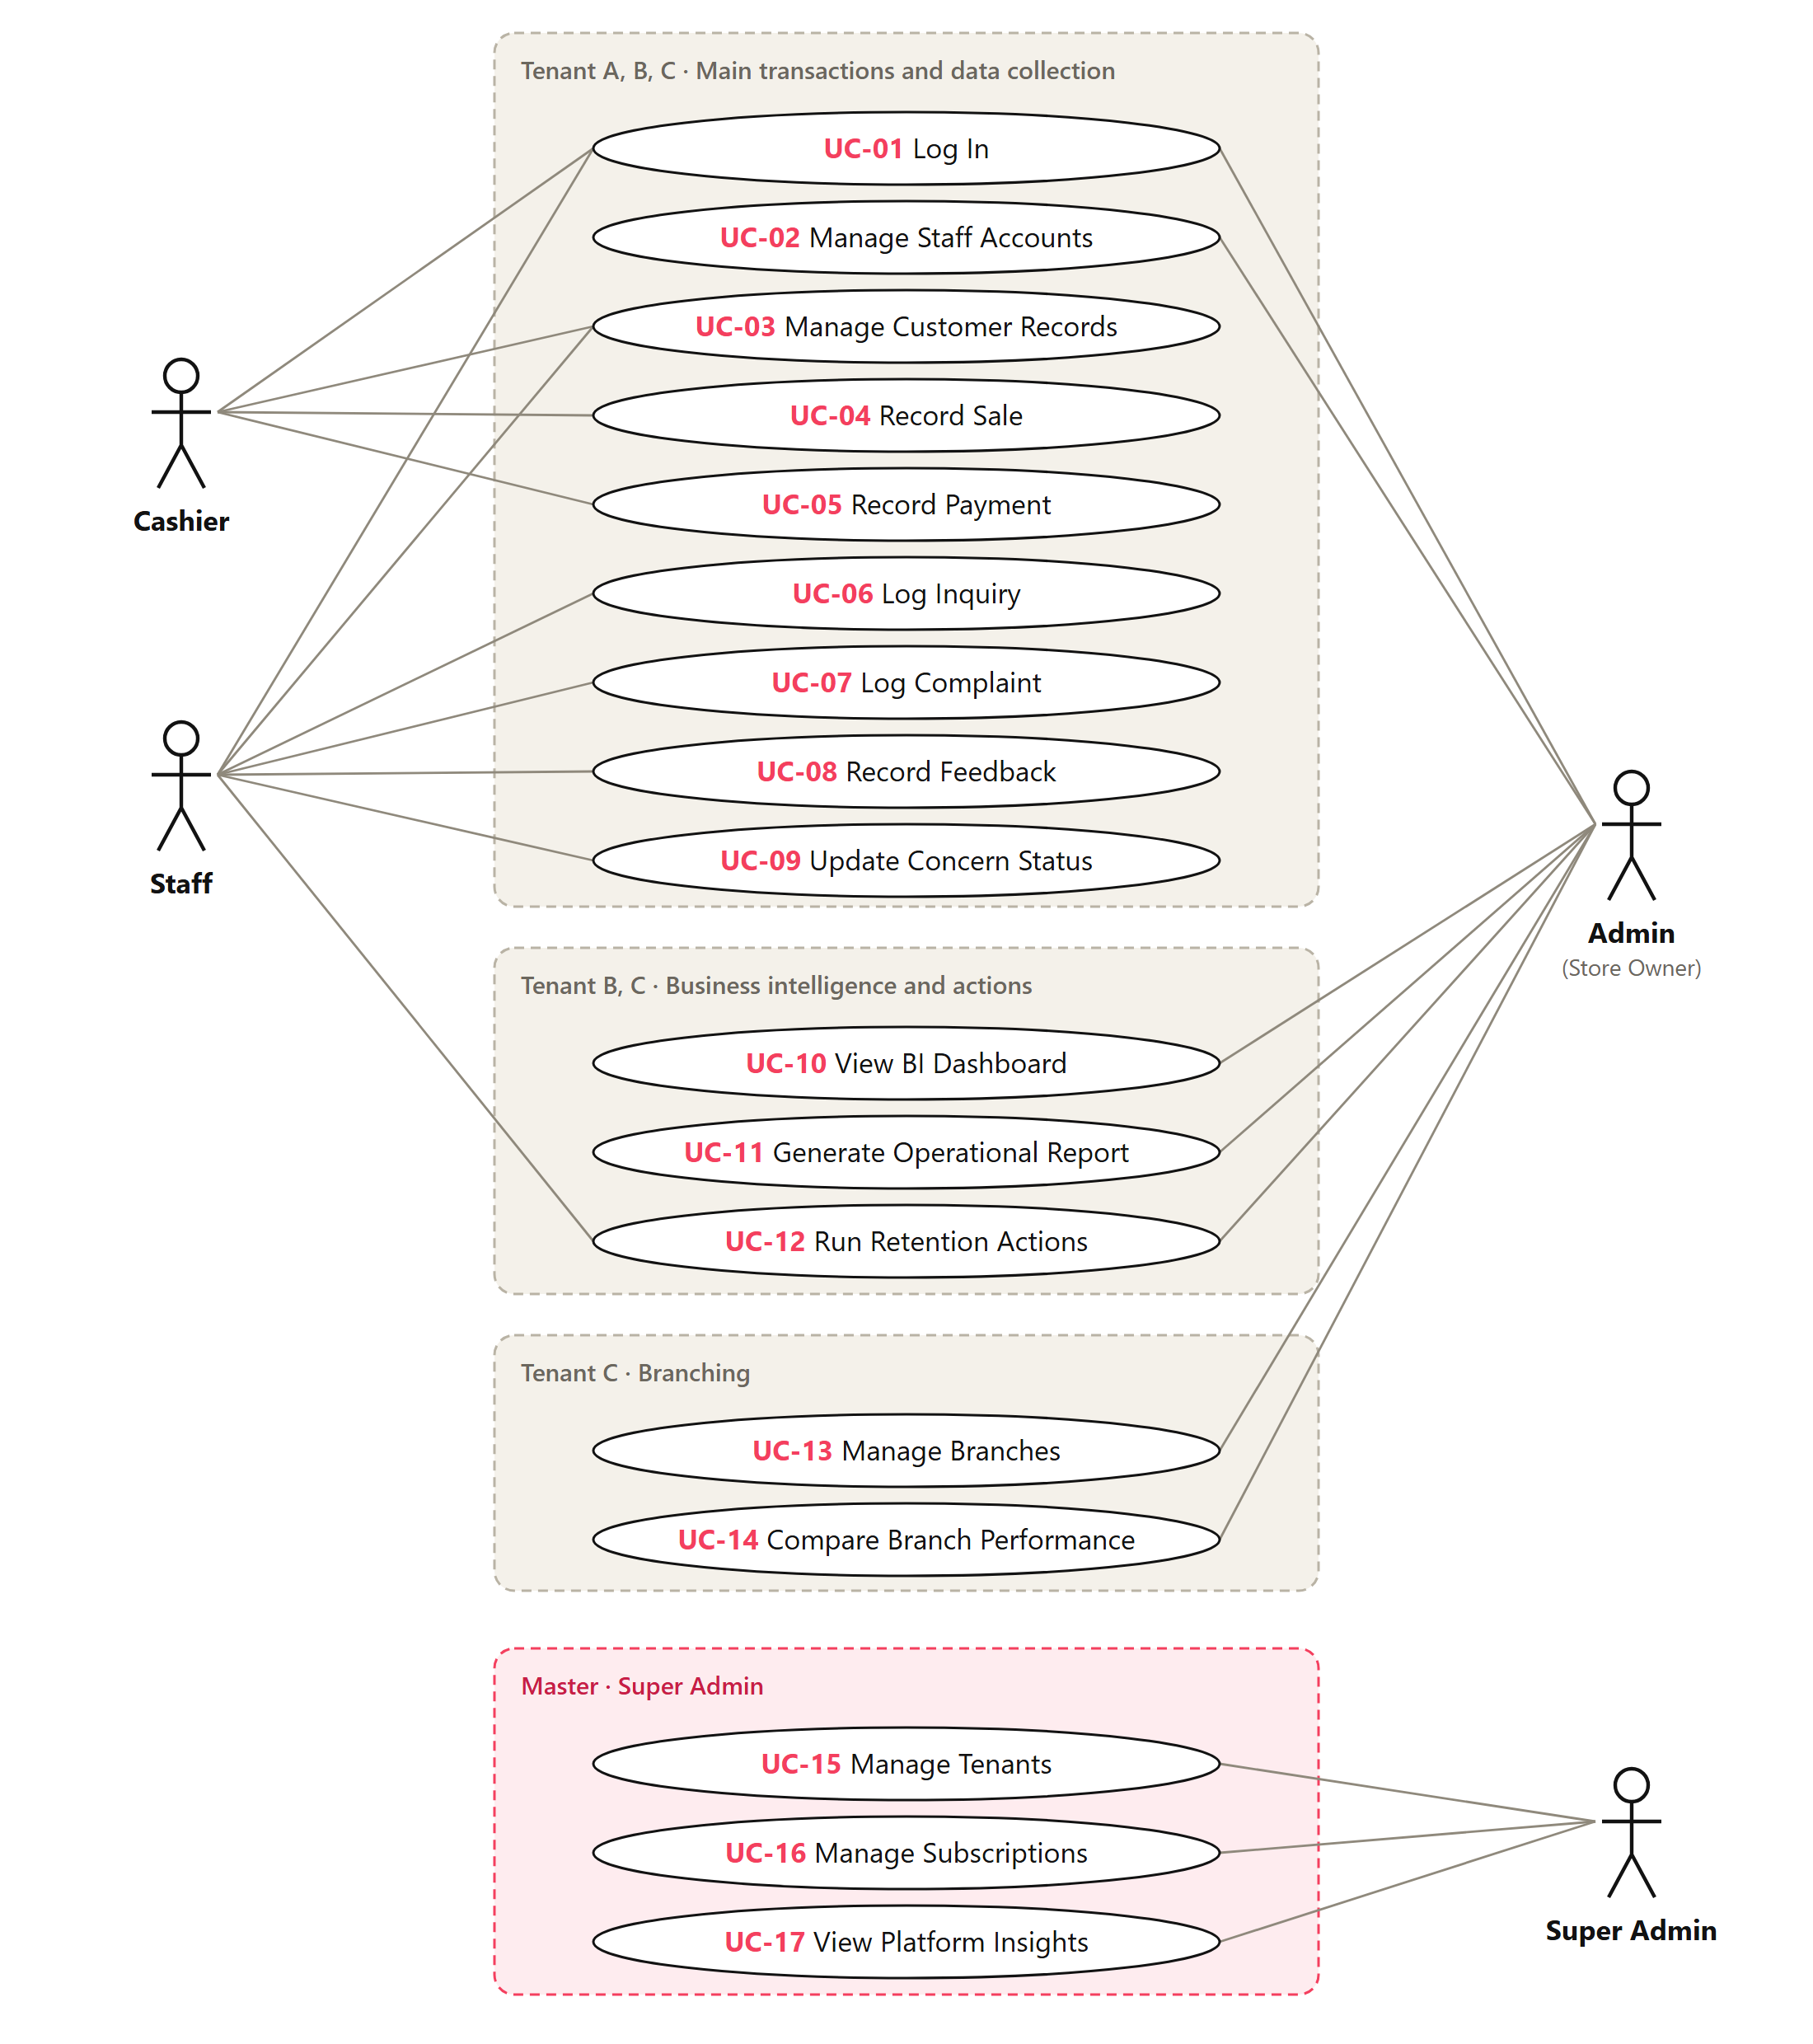 Tenant A, B, C · Main transactions and data collection
UC-01 Log In
UC-02 Manage Staff Accounts
UC-03 Manage Customer Records
UC-04 Record Sale
UC-05 Record Payment
Cashier
UC-06 Log Inquiry
UC-07 Log Complaint
UC-08 Record Feedback
UC-09 Update Concern Status
Staff
Admin
(Store Owner)
Tenant B, C · Business intelligence and actions
UC-10 View BI Dashboard
UC-11 Generate Operational Report
UC-12 Run Retention Actions
Tenant C · Branching
UC-13 Manage Branches
UC-14 Compare Branch Performance
Master · Super Admin
UC-15 Manage Tenants
UC-16 Manage Subscriptions
UC-17 View Platform Insights
Super Admin